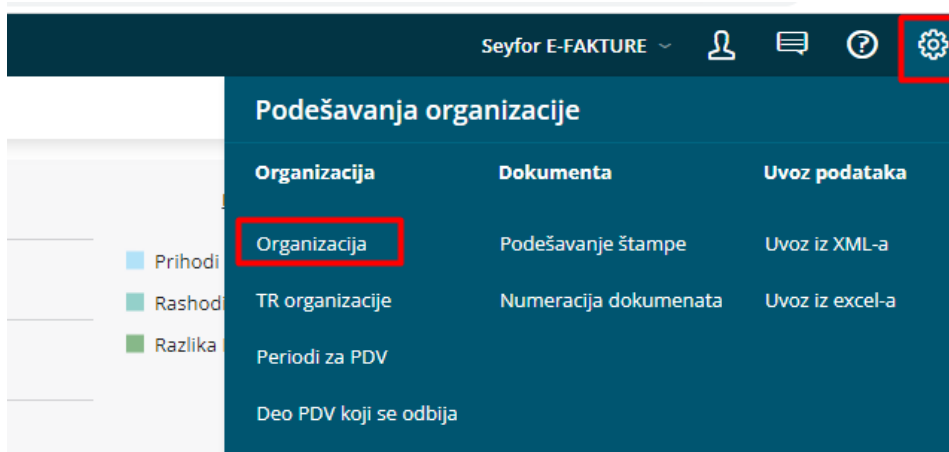 Seyfor E-FAKTURE
Podešavanja organizacije
Organizacija
Dokumenta
Uvoz podataka
Organizacija
Podešavanje štampe
Uvoz iz XML-a
TR organizacije
Numeracija dokumenata
Uvoz iz excel-a
Periodi za PDV
Deo PDV koji se odbija
Prihodi
Rashodi
Razlika